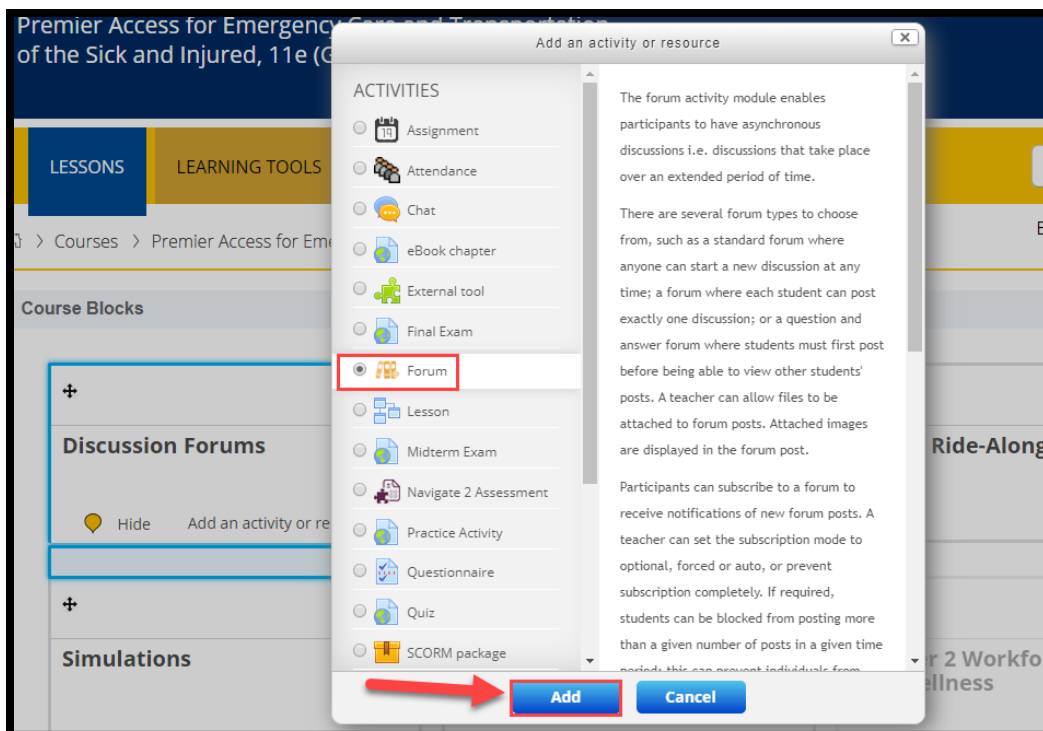 Premier Access for Emergency Care and Transportation
of the Sick and Injured, 11e (G
Add an activity or resource
x
LESSONS
LEARNING TOOLS
Courses > Premier Access for Eme
Course Blocks
Discussion Forums
Hide Add an activity or re
Simulations
ACTIVITIES
19 Assignment
Attendance
Chat
eBook chapter
External tool
Final Exam
Forum
Lesson
Midterm Exam
Navigate 2 Assessment
Practice Activity
Questionnaire
Quiz
SCORM package
The forum activity module enables
participants to have asynchronous
discussions i.e. discussions that take place
over an extended period of time.
There are several forum types to choose
from, such as a standard forum where
anyone can start a new discussion at any
time; a forum where each student can post
exactly one discussion; or a question and
answer forum where students must first post
before being able to view other students'
posts. A teacher can allow files to be
attached to forum posts. Attached images
are displayed in the forum post.
Participants can subscribe to a forum to
receive notifications of new forum posts. A
teacher can set the subscription mode to
optional, forced or auto, or prevent
subscription completely. If required,
students can be blocked from posting more
than a given number of posts in a given time
period; this can prevent individuals from
Add
Cancel
E
Ride-Along
r 2 Workfo
ellness